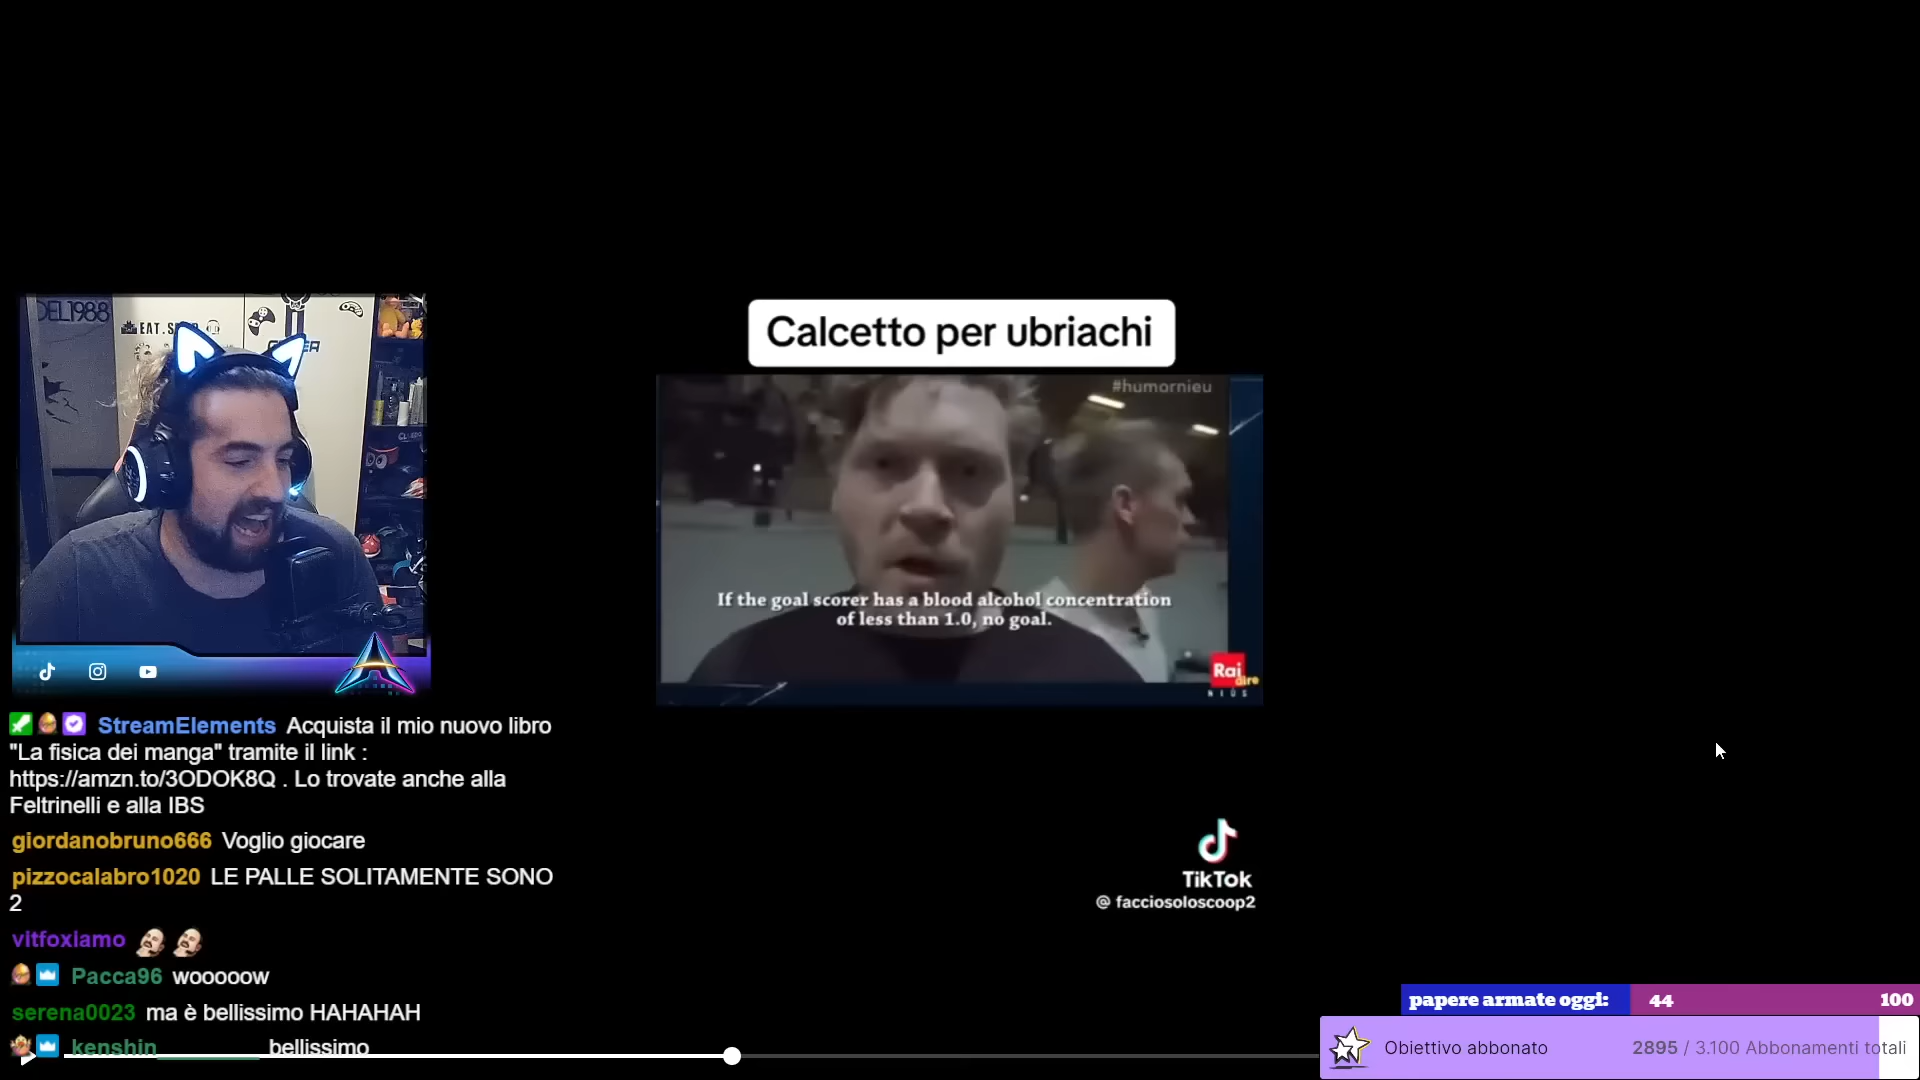 DEL1988
EAT.
Calcetto per ubriachi
#humornieu
If the goal scorer has a blood alcohol concentration
of less than 1.0, no goal.
Rai
dire
NIÙS
StreamElements Acquista il mio nuovo libro
"La fisica dei manga" tramite il link :
https://amzn.to/3ODOK8Q . Lo trovate anche alla
Feltrinelli e alla IBS
giordanobruno666 Voglio giocare
pizzocalabro1020 LE PALLE SOLITAMENTE SONO
2
vitfoxiamo
Pacca96 wooooow
serena0023 ma è bellissimo HAHAHAH
kenshin bellissimo
TikTok
@ facciosoloscoop2
papere armate oggi: 44 100
Obiettivo abbonato 2895 / 3.100 Abbonamenti totali